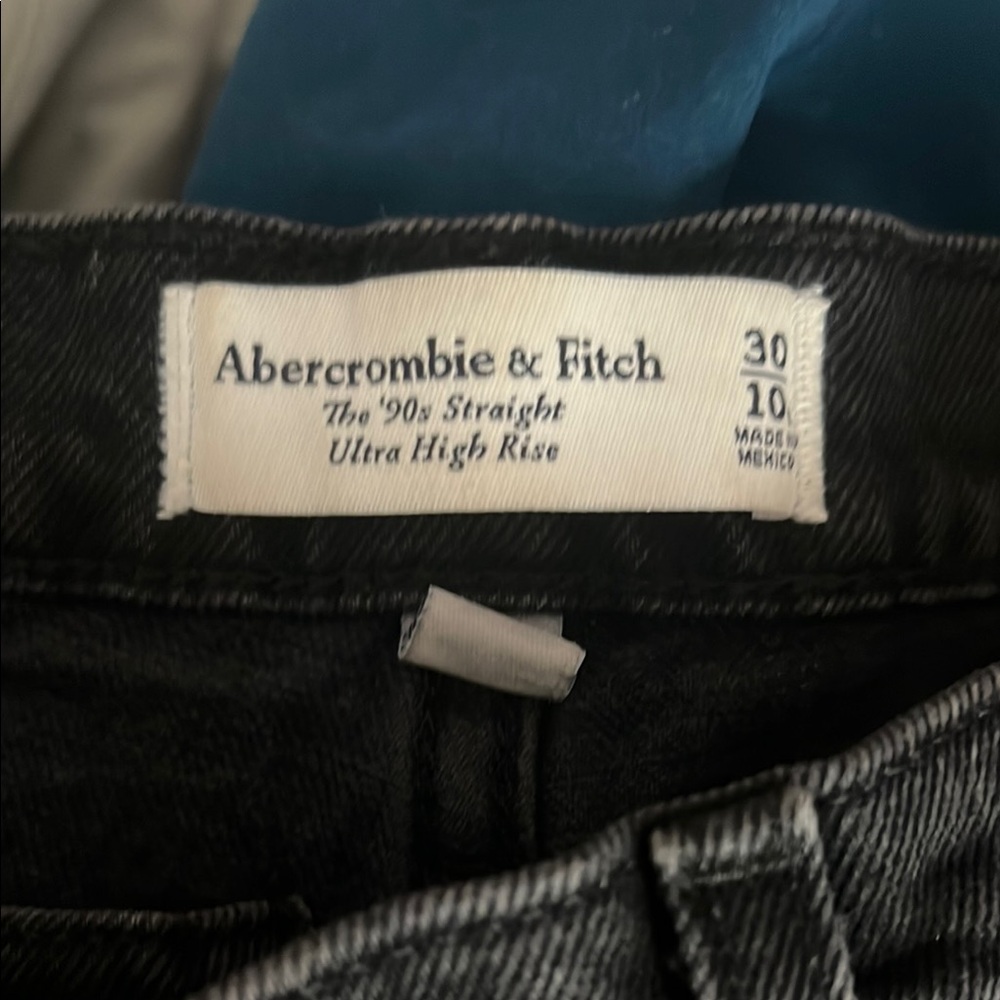 Abercrombie & Fitch
The '90s Straight
Ultra High Rise
30
10
MADE IN
MEXICO